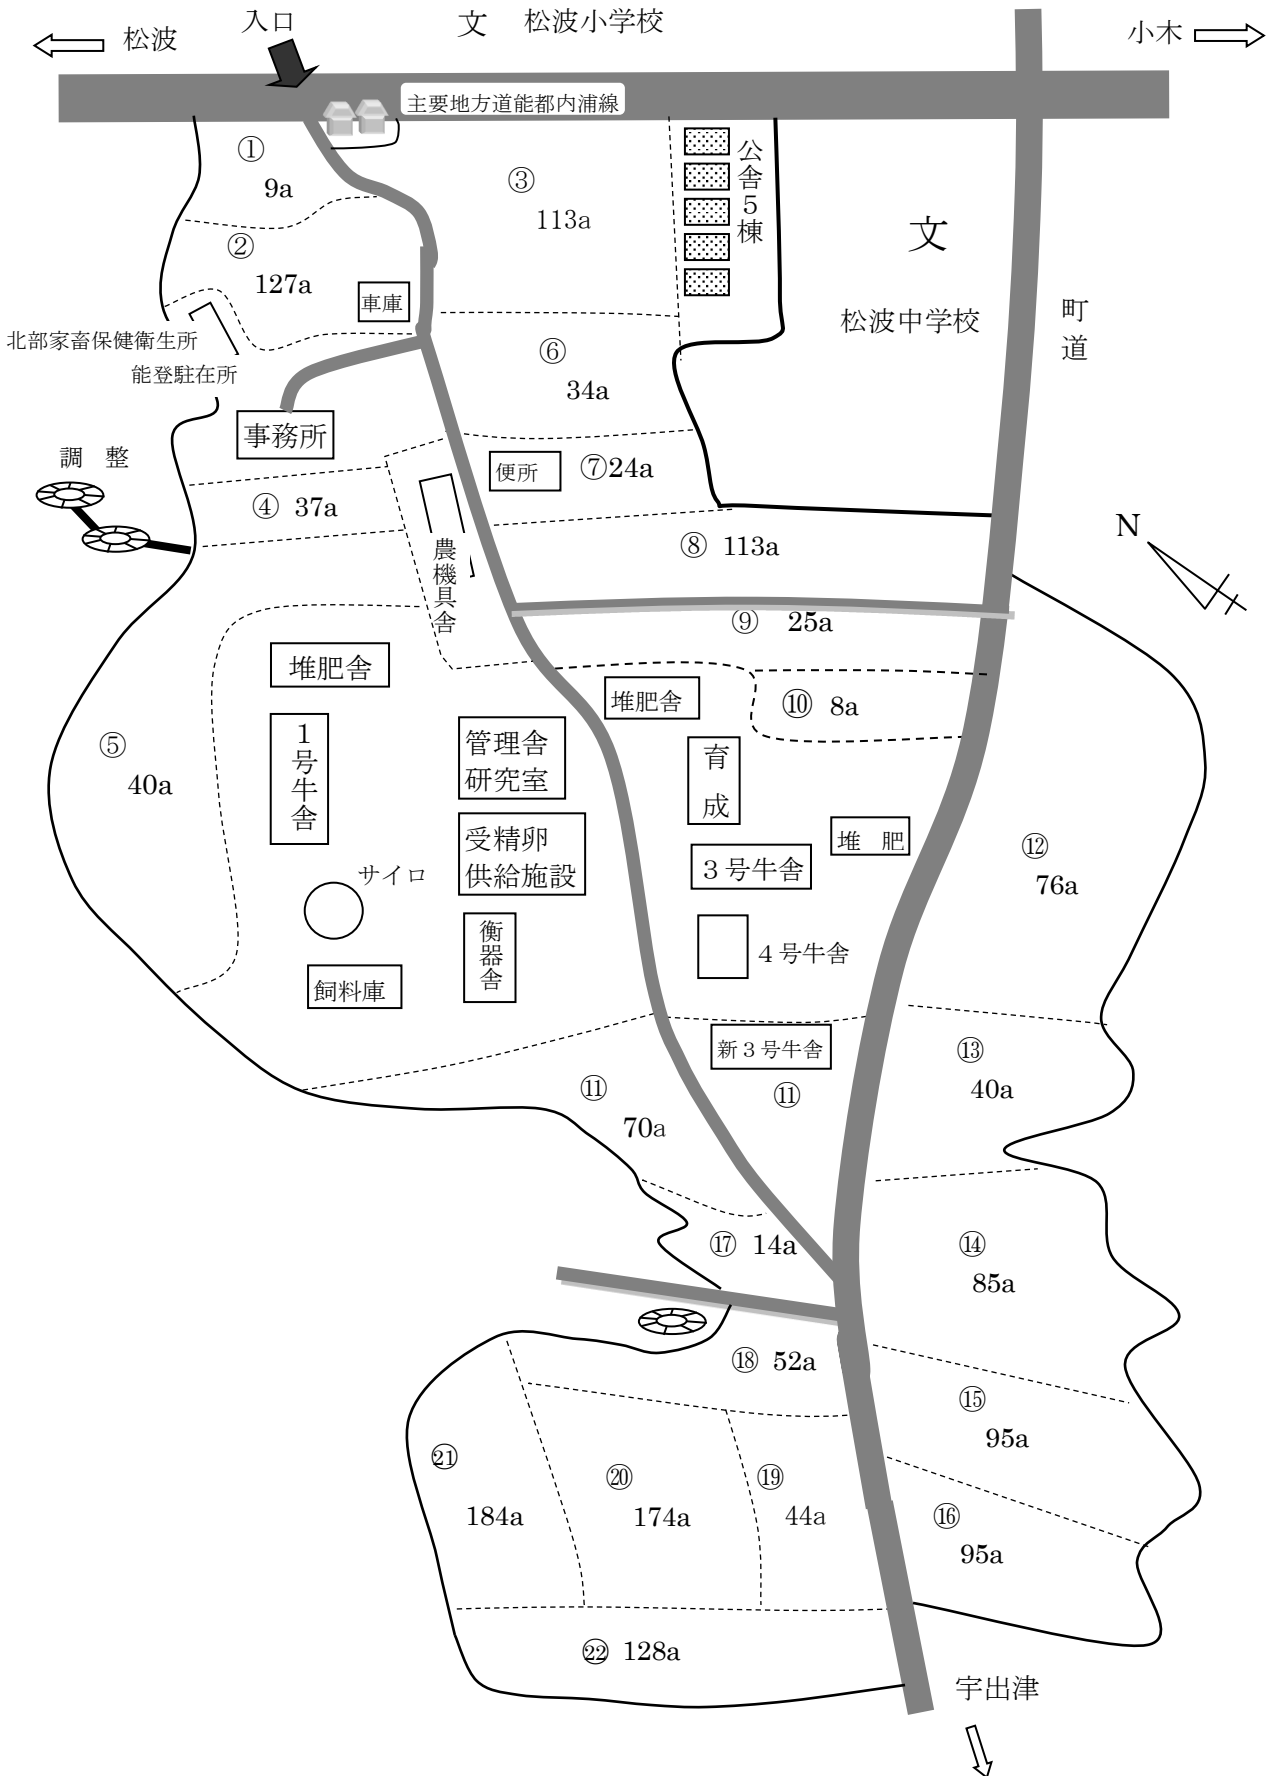 入口
文　松波小学校
松波
小木
主要地方道能都内浦線
①
9a
③
113a
公舎５棟
②
127a
車庫
文
松波中学校
町道
北部家畜保健衛生所
能登駐在所
⑥
34a
事務所
調　整
便所
⑦24a
④ 37a
農機具舎
⑧ 113a
N
⑨ 25a
堆肥舎
堆肥舎
⑩ 8a
⑤
40a
１号牛舎
管理舎
研究室
育成
受精卵
供給施設
堆　肥
⑫
76a
サイロ
３号牛舎
衡器舎
４号牛舎
飼料庫
新３号牛舎
⑬
40a
⑪
70a
⑪
⑰ 14a
⑭
85a
⑱ 52a
⑮
95a
㉑
184a
⑳
174a
⑲
44a
⑯
95a
㉒ 128a
宇出津